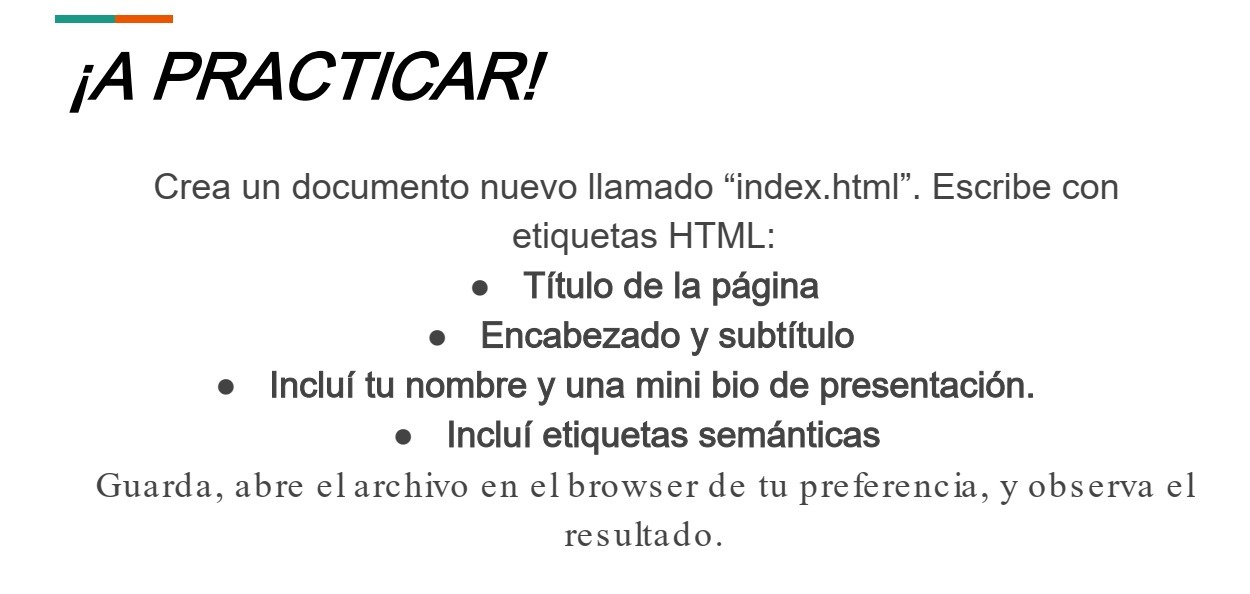 ¡A PRACTICAR!
Crea un documento nuevo llamado “index.html”. Escribe con
etiquetas HTML:
● Título de la página
● Encabezado y subtítulo
● Incluí tu nombre y una mini bio de presentación.
● Incluí etiquetas semánticas
Guarda, abre el archivo en el browser de tu preferencia, y observa el
resultado.